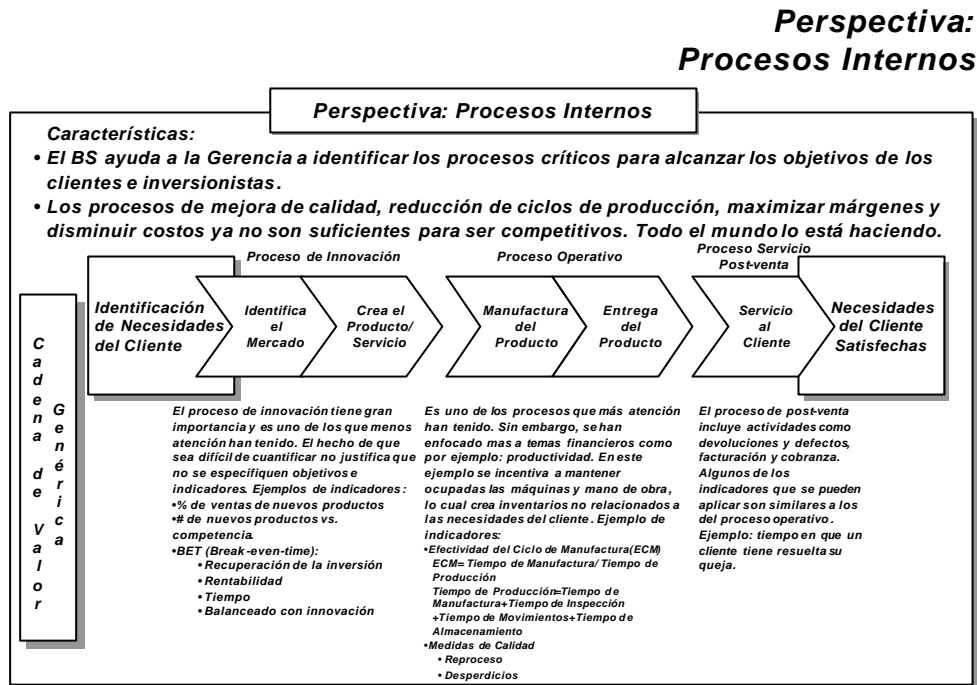 Perspectiva:
Procesos Internos
Perspectiva: Procesos Internos
Características:
• El BS ayuda a la Gerencia a identificar los procesos críticos para alcanzar los objetivos de los
clientes e inversionistas.
• Los procesos de mejora de calidad, reducción de ciclos de producción, maximizar márgenes y
disminuir costos ya no son suficientes para ser competitivos. Todo el mundo lo está haciendo.
Proceso de Innovación
Proceso Operativo
Proceso Servicio
Post-venta
Cadena de Valor
Genérica
Identificación
de Necesidades
del Cliente
Identifica
el
Mercado
Crea el
Producto/
Servicio
Manufactura
del
Producto
Entrega
del
Producto
Servicio
al
Cliente
Necesidades
del Cliente
Satisfechas
El proceso de innovación tiene gran
importancia y es uno de los que menos
atención han tenido. El hecho de que
sea difícil de cuantificar no justifica que
no se especifiquen objetivos e
indicadores. Ejemplos de indicadores:
•% de ventas de nuevos productos
•# de nuevos productos vs.
competencia.
•BET (Break-even-time):
• Recuperación de la inversión
• Rentabilidad
• Tiempo
• Balanceado con innovación
Es uno de los procesos que más atención
han tenido. Sin embargo, se han
enfocado mas a temas financieros como
por ejemplo: productividad. En este
ejemplo se incentiva a mantener
ocupadas las máquinas y mano de obra,
lo cual crea inventarios no relacionados a
las necesidades del cliente. Ejemplo de
indicadores:
•Efectividad del Ciclo de Manufactura(ECM)
ECM= Tiempo de Manufactura/ Tiempo de
Producción
Tiempo de Producción=Tiempo de
Manufactura+Tiempo de Inspección
+Tiempo de Movimientos+Tiempo de
Almacenamiento
•Medidas de Calidad
• Reproceso
• Desperdicios
El proceso de post-venta
incluye actividades como
devoluciones y defectos,
facturación y cobranza.
Algunos de los
indicadores que se pueden
aplicar son similares a los
del proceso operativo.
Ejemplo: tiempo en que un
cliente tiene resuelta su
queja.